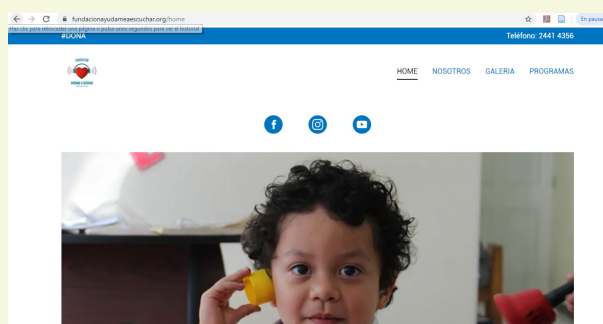 fundacionayudameaescuchar.org/home
En pausa
Haz clic para retroceder una página o pulsa unos segundos para ver el historial
#DONA
Teléfono: 2441 4356
HOME NOSOTROS GALERIA PROGRAMAS